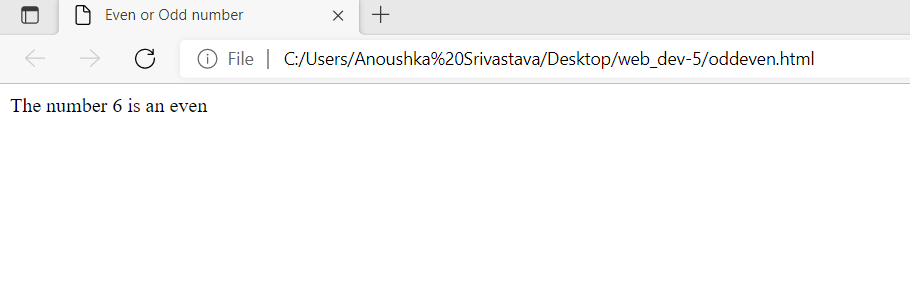 Even or Odd number
File C:/Users/Anoushka%20Srivastava/Desktop/web_dev-5/oddeven.html
The number 6 is an even